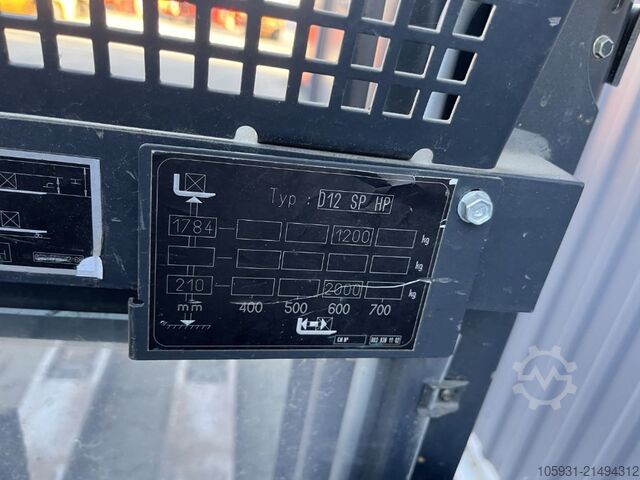 Typ : D12 SP HP
1784 1200 kg
kg
210 2000 kg
mm 400 500 600 700
h H
105931-21494312